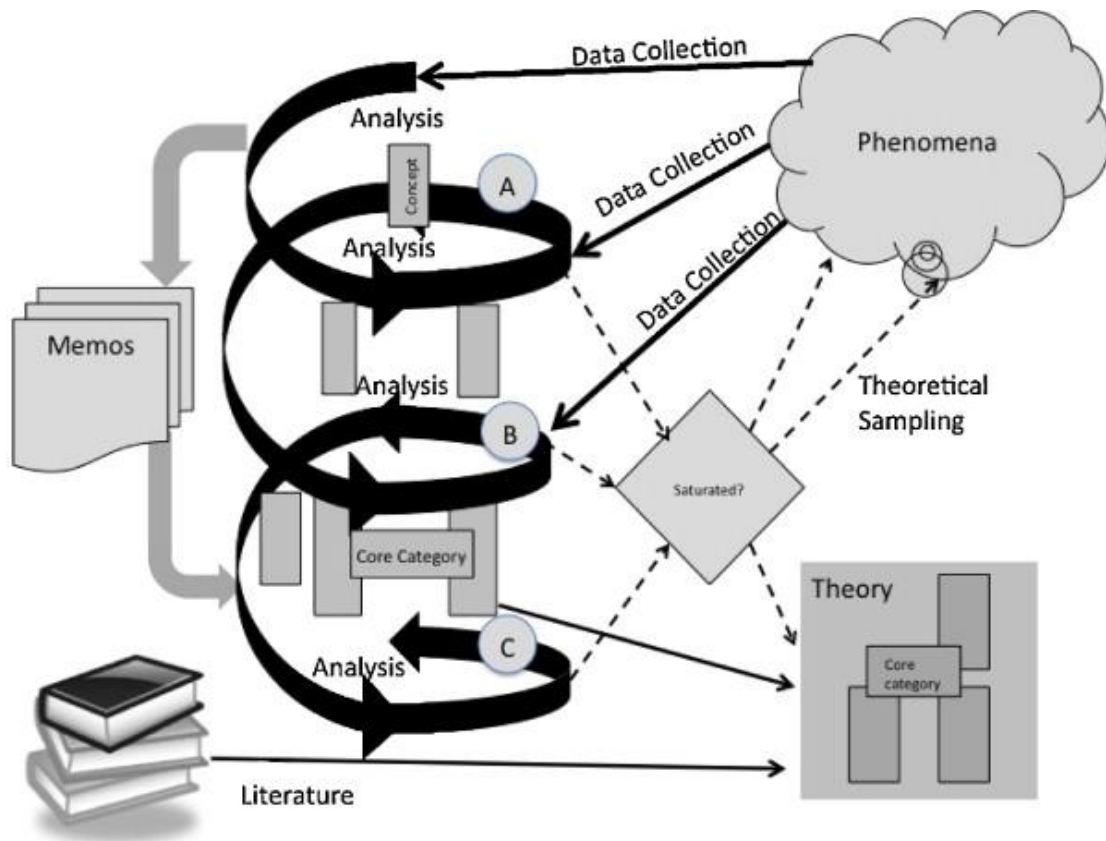 Data Collection
Analysis
Phenomena
Concept
A
Data Collection
Analysis
Data Collection
Memos
Analysis
B
Theoretical
Sampling
Saturated?
Core Category
Theory
C
Analysis
Core
category
Literature